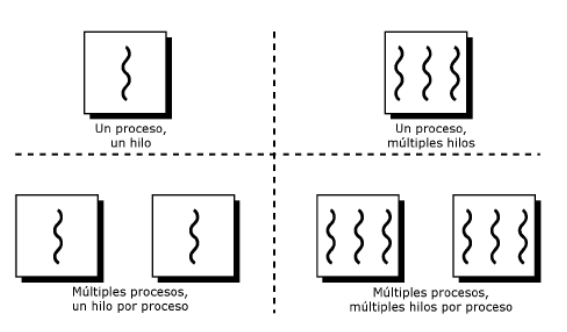 Un proceso,
un hilo
Un proceso,
múltiples hilos
Múltiples procesos,
un hilo por proceso
Múltiples procesos,
múltiples hilos por proceso